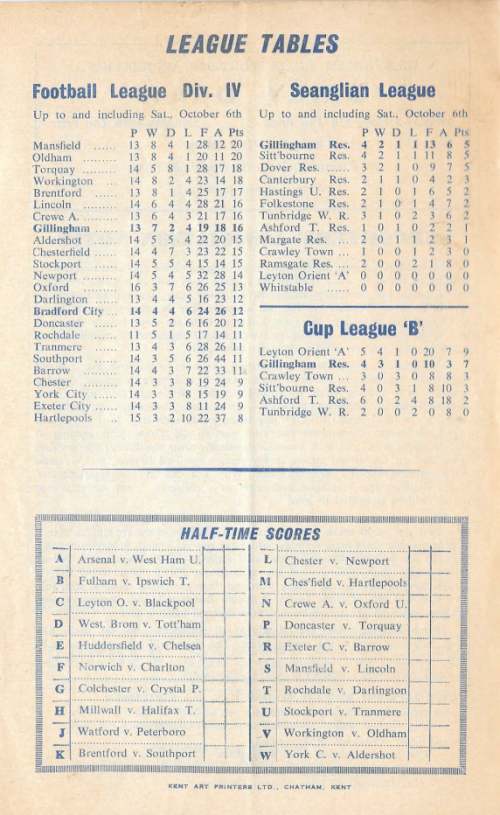 LEAGUE TABLES
Football League Div. IV
Up to and including Sat., October 6th
P W D L F A Pts
Mansfield ...... 13 8 4 1 28 12 20
Oldham ......... 13 8 4 1 20 11 20
Torquay ......... 14 5 8 1 28 17 18
Workington ... 14 8 2 4 23 14 18
Brentford ...... 13 8 1 4 25 17 17
Lincoln ......... 14 6 4 4 28 21 16
Crewe A. ...... 13 6 4 3 21 17 16
Gillingham ...... 13 7 2 4 19 18 16
Aldershot ...... 14 5 5 4 22 20 15
Chesterfield ... 14 4 7 3 23 22 15
Stockport ...... 14 5 5 4 15 14 15
Newport ......... 14 5 4 5 32 28 14
Oxford ......... 16 3 7 6 26 25 13
Darlington ...... 13 4 4 5 16 23 12
Bradford City ... 14 4 4 6 24 26 12
Doncaster ...... 13 5 2 6 16 20 12
Rochdale ...... 11 5 1 5 17 14 11
Tranmere ...... 13 4 3 6 28 26 11
Southport ...... 14 3 5 6 26 44 11
Barrow ......... 14 4 3 7 22 33 11
Chester ......... 14 3 3 8 19 24 9
York City ...... 14 3 3 8 15 19 9
Exeter City ...... 14 3 3 8 11 24 9
Hartlepools ... 15 3 2 10 22 37 8
Seanglian League
Up to and including Sat., October 6th
P W D L F A Pts
Gillingham Res. 4 2 1 1 13 6 5
Sitt'bourne Res. 4 2 1 1 11 8 5
Dover Res. ...... 3 2 1 0 9 7 5
Canterbury Res. 2 1 1 0 4 2 3
Hastings U. Res. 2 1 0 1 6 5 2
Folkestone Res. 2 1 0 1 4 7 2
Tunbridge W. R. 3 1 0 2 3 6 2
Ashford T. Res. 1 0 1 0 2 2 1
Margate Res. ... 2 0 1 1 2 3 1
Crawley Town ... 1 0 0 1 2 3 0
Ramsgate Res. ... 2 0 0 2 1 8 0
Leyton Orient 'A' 0 0 0 0 0 0 0
Whitstable ...... 0 0 0 0 0 0 0
Cup League 'B'
Leyton Orient 'A' 5 4 1 0 20 7 9
Gillingham Res. 4 3 1 0 10 3 7
Crawley Town ... 3 0 3 0 8 8 3
Sitt'bourne Res. 4 0 3 1 8 10 3
Ashford T. Res. 6 0 2 4 8 18 2
Tunbridge W. R. 2 0 0 2 0 8 0
HALF-TIME SCORES
A Arsenal v. West Ham U.
B Fulham v. Ipswich T.
C Leyton O. v. Blackpool
D West. Brom v. Tott'ham
E Huddersfield v. Chelsea
F Norwich v. Charlton
G Colchester v. Crystal P.
H Millwall v. Halifax T.
J Watford v. Peterboro
K Brentford v. Southport
L Chester v. Newport
M Ches'field v. Hartlepools
N Crewe A. v. Oxford U.
P Doncaster v. Torquay
R Exeter C. v. Barrow
S Mansfield v. Lincoln
T Rochdale v. Darlington
U Stockport v. Tranmere
V Workington v. Oldham
W York C. v. Aldershot
KENT ART PRINTERS LTD., CHATHAM, KENT